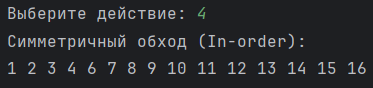 Выберите действие: 4
Симметричный обход (In-order):
1 2 3 4 6 7 8 9 10 11 12 13 14 15 16